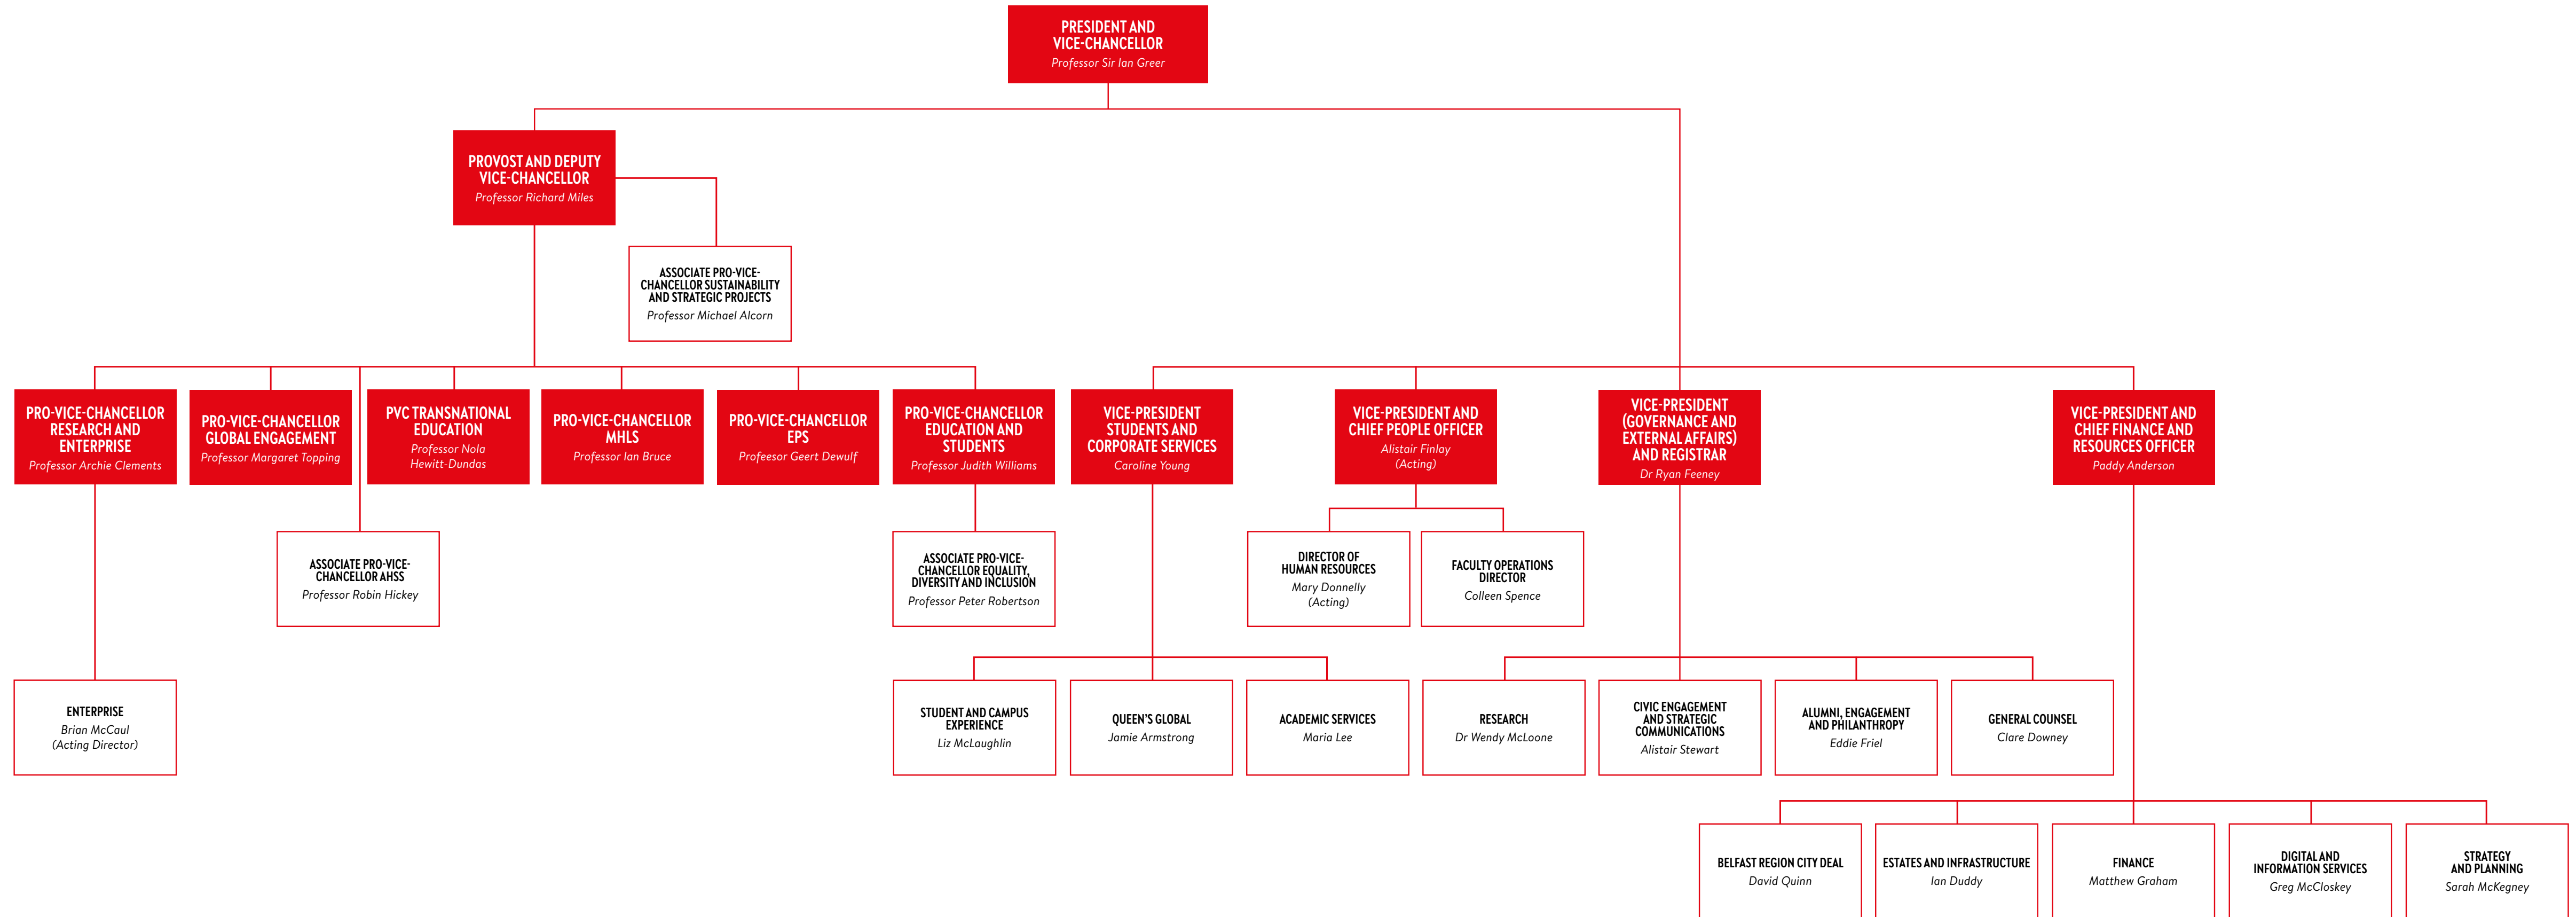 PRESIDENT AND
VICE-CHANCELLOR
Professor Sir Ian Greer
PROVOST AND DEPUTY
VICE-CHANCELLOR
Professor Richard Miles
ASSOCIATE PRO-VICE-
CHANCELLOR SUSTAINABILITY
AND STRATEGIC PROJECTS
Professor Michael Alcorn
PRO-VICE-CHANCELLOR
RESEARCH AND
ENTERPRISE
Professor Archie Clements
PRO-VICE-CHANCELLOR
GLOBAL ENGAGEMENT
Professor Margaret Topping
PVC TRANSNATIONAL
EDUCATION
Professor Nola
Hewitt-Dundas
PRO-VICE-CHANCELLOR
MHLS
Professor Ian Bruce
PRO-VICE-CHANCELLOR
EPS
Profeesor Geert Dewulf
PRO-VICE-CHANCELLOR
EDUCATION AND
STUDENTS
Professor Judith Williams
VICE-PRESIDENT
STUDENTS AND
CORPORATE SERVICES
Caroline Young
VICE-PRESIDENT AND
CHIEF PEOPLE OFFICER
Alistair Finlay
(Acting)
VICE-PRESIDENT
(GOVERNANCE AND
EXTERNAL AFFAIRS)
AND REGISTRAR
Dr Ryan Feeney
VICE-PRESIDENT AND
CHIEF FINANCE AND
RESOURCES OFFICER
Paddy Anderson
ASSOCIATE PRO-VICE-
CHANCELLOR AHSS
Professor Robin Hickey
ASSOCIATE PRO-VICE-
CHANCELLOR EQUALITY,
DIVERSITY AND INCLUSION
Professor Peter Robertson
DIRECTOR OF
HUMAN RESOURCES
Mary Donnelly
(Acting)
FACULTY OPERATIONS
DIRECTOR
Colleen Spence
ENTERPRISE
Brian McCaul
(Acting Director)
STUDENT AND CAMPUS
EXPERIENCE
Liz McLaughlin
QUEEN'S GLOBAL
Jamie Armstrong
ACADEMIC SERVICES
Maria Lee
RESEARCH
Dr Wendy McLoone
CIVIC ENGAGEMENT
AND STRATEGIC
COMMUNICATIONS
Alistair Stewart
ALUMNI, ENGAGEMENT
AND PHILANTHROPY
Eddie Friel
GENERAL COUNSEL
Clare Downey
BELFAST REGION CITY DEAL
David Quinn
ESTATES AND INFRASTRUCTURE
Ian Duddy
FINANCE
Matthew Graham
DIGITAL AND
INFORMATION SERVICES
Greg McCloskey
STRATEGY
AND PLANNING
Sarah McKegney